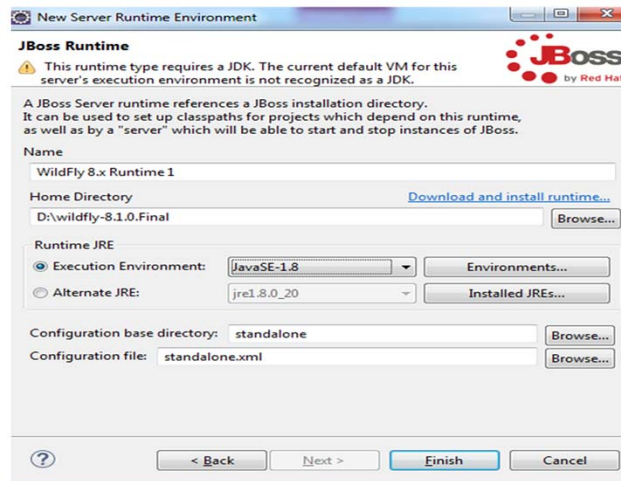 New Server Runtime Environment
JBoss Runtime
This runtime type requires a JDK. The current default VM for this
server's execution environment is not recognized as a JDK.
JBoss
by Red Hat
A JBoss Server runtime references a JBoss installation directory.
It can be used to set up classpaths for projects which depend on this runtime,
as well as by a "server" which will be able to start and stop instances of JBoss.
Name
WildFly 8.x Runtime 1
Home Directory
Download and install runtime...
D:\wildfly-8.1.0.Final
Browse...
Runtime JRE
Execution Environment:
JavaSE-1.8
Environments...
Alternate JRE:
jre1.8.0_20
Installed JREs...
Configuration base directory:
standalone
Browse...
Configuration file:
standalone.xml
Browse...
?
< Back
Next >
Finish
Cancel